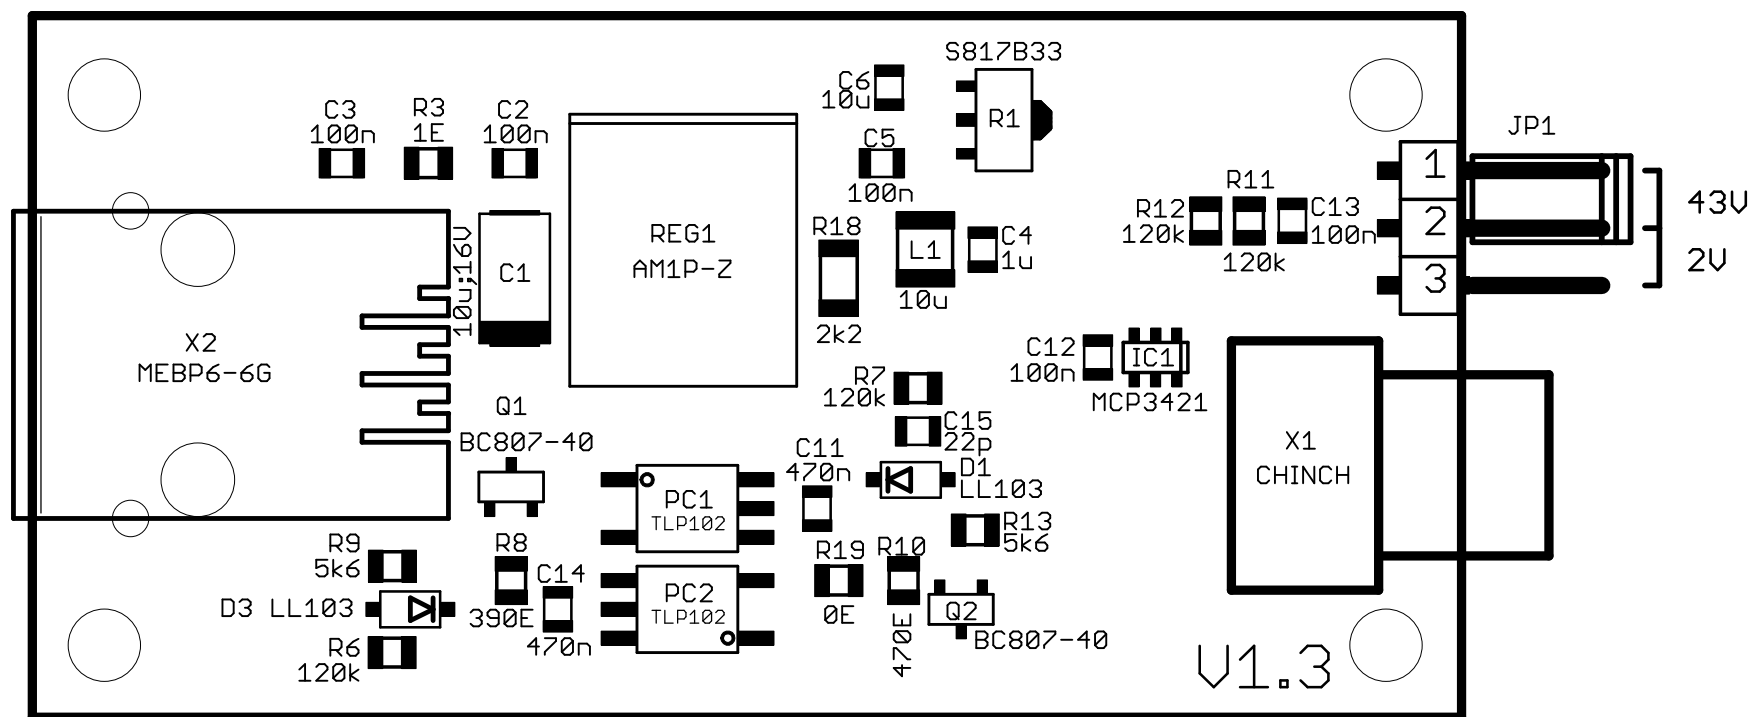 S817B33
C6
10u
R1
C3
100n
R3
1E
C2
100n
C5
100n
JP1
1
2
3
43V
2V
R11
120k
R12
120k
C13
100n
R18
2k2
L1
10u
C4
1u
REG1
AM1P-Z
C1
10u;16V
X2
MEBP6-6G
C12
100n
IC1
MCP3421
R7
120k
C15
22p
Q1
BC807-40
C11
470n
D1
LL103
X1
CHINCH
PC1
TLP102
R13
5k6
R9
5k6
R8
390E
C14
470n
PC2
TLP102
R19
0E
R10
470E
Q2
BC807-40
D3 LL103
R6
120k
V1.3